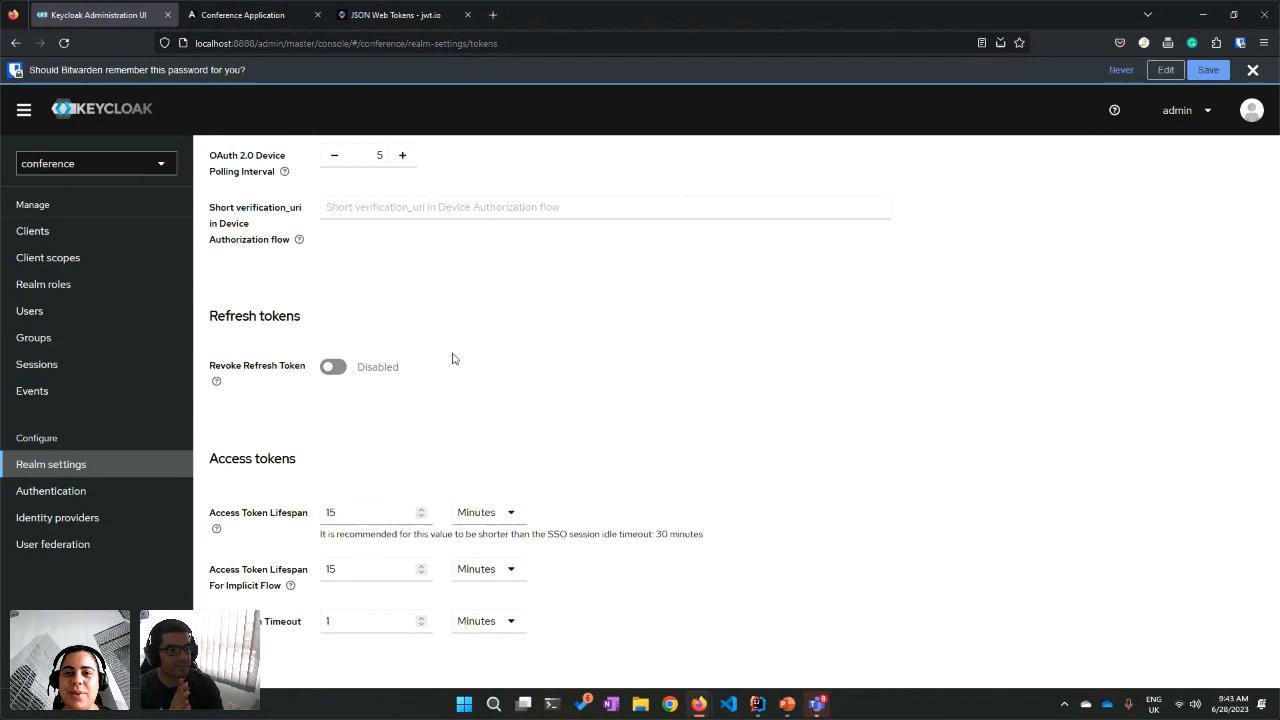 Keycloak Administration UI
Conference Application
JSON Web Tokens - jwt.io
localhost:8888/admin/master/console/#/conference/realm-settings/tokens
Should Bitwarden remember this password for you?
Never
Edit
Save
KEYCLOAK
admin
conference
Manage
Clients
Client scopes
Realm roles
Users
Groups
Sessions
Events
Configure
Realm settings
Authentication
Identity providers
User federation
OAuth 2.0 Device
Polling Interval
5
Short verification_uri
in Device
Authorization flow
Short verification_uri in Device Authorization flow
Refresh tokens
Revoke Refresh Token
Disabled
Access tokens
Access Token Lifespan
15
Minutes
It is recommended for this value to be shorter than the SSO session idle timeout: 30 minutes
Access Token Lifespan
For Implicit Flow
15
Minutes
Timeout
1
Minutes
6
8
ENG
UK
9:43 AM
6/28/2023